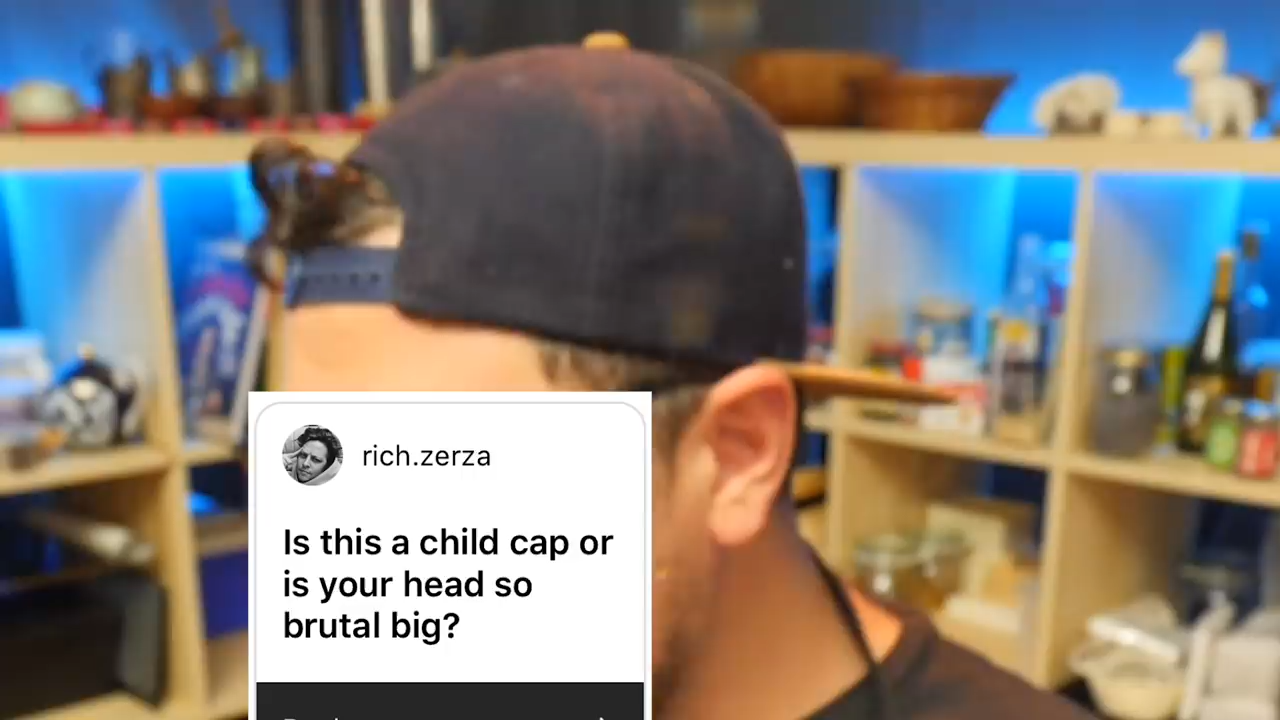 rich.zerza
Is this a child cap or
is your head so
brutal big?